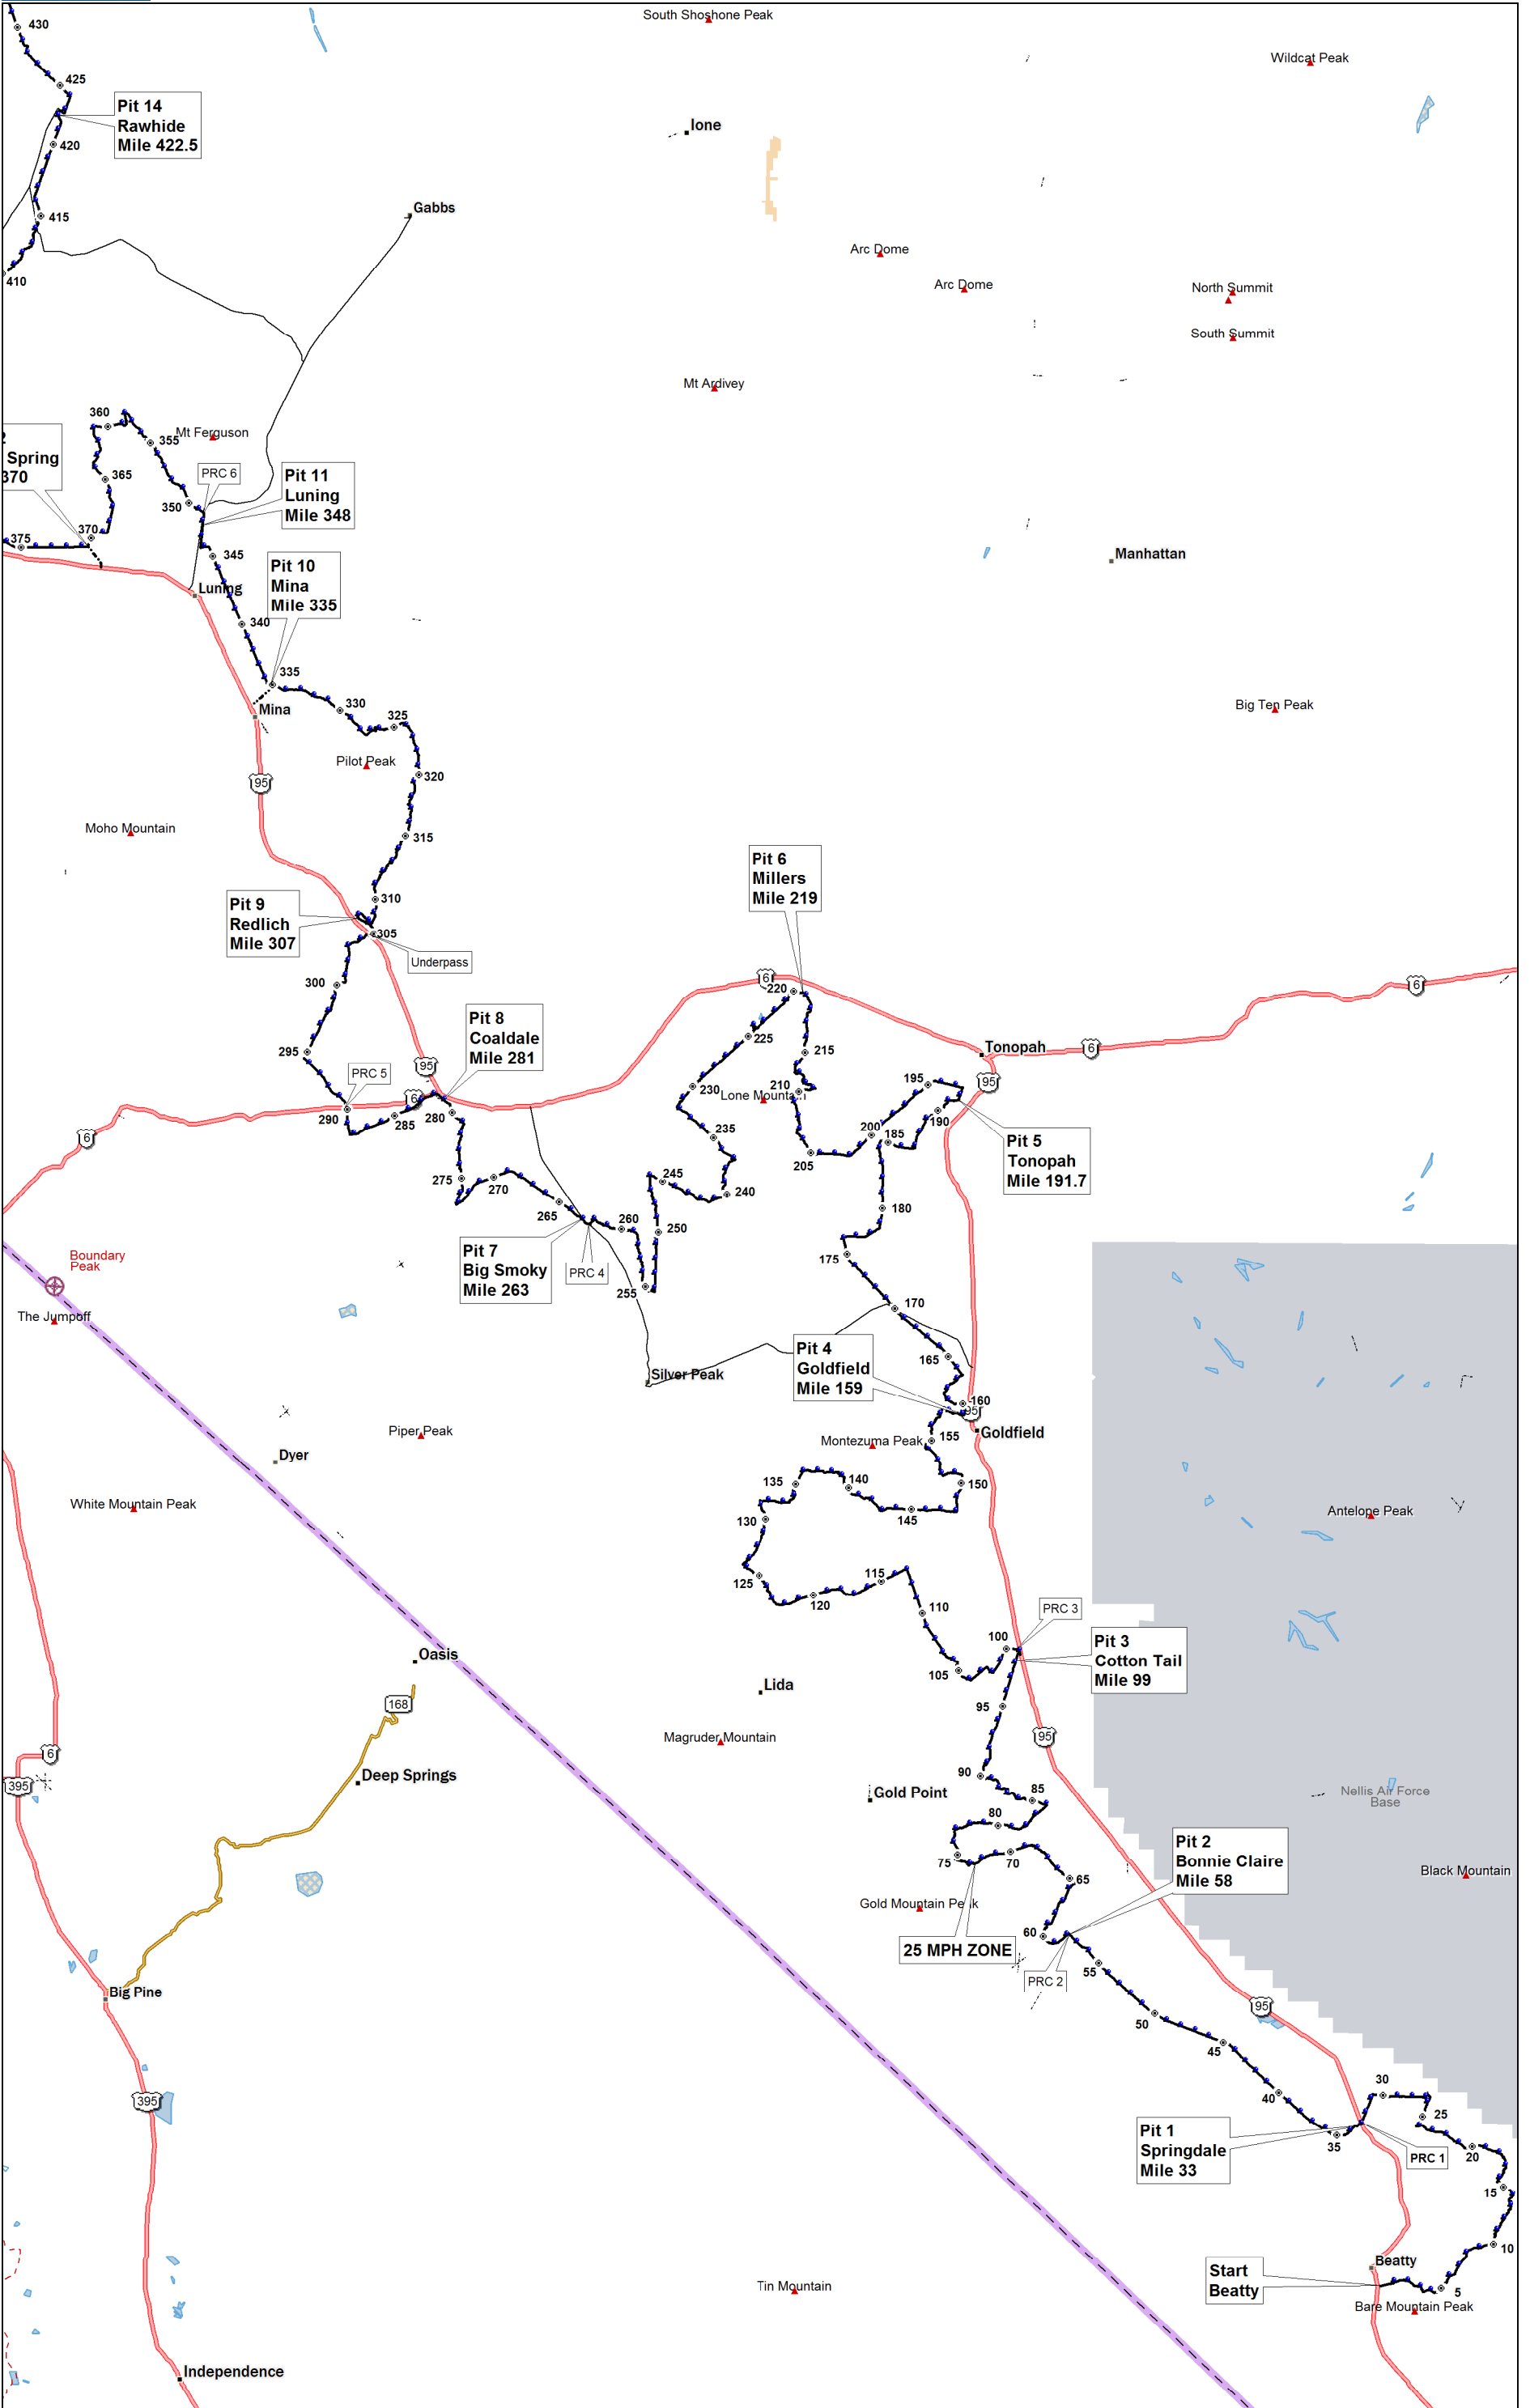 South Shoshone Peak
430
Wildcat Peak
425
Pit 14
Rawhide
Mile 422.5
Ione
420
Gabbs
415
Arc Dome
410
Arc Dome
North Summit
South Summit
Mt Ardivey
360
Mt Ferguson
355
2
Spring
370
365
PRC 6
Pit 11
Luning
Mile 348
350
370
375
345
Manhattan
Pit 10
Mina
Mile 335
Luning
340
335
330
Mina
325
Big Ten Peak
Pilot Peak
320
95
Moho Mountain
315
Pit 6
Millers
Mile 219
310
Pit 9
Redlich
Mile 307
305
Underpass
300
6
220
6
Pit 8
Coaldale
Mile 281
225
215
Tonopah
6
295
95
PRC 5
195
95
230
210
Lone Mountain
6
290
285
280
190
6
235
200
185
Pit 5
Tonopah
Mile 191.7
205
275
270
245
240
180
265
260
250
Pit 7
Big Smoky
Mile 263
PRC 4
175
Boundary
Peak
255
170
The Jumpoff
Pit 4
Goldfield
Mile 159
165
Silver Peak
160
95
Piper Peak
Goldfield
Montezuma Peak
155
Dyer
135
140
150
White Mountain Peak
Antelope Peak
130
145
115
125
120
110
PRC 3
100
Pit 3
Cotton Tail
Mile 99
Oasis
105
Lida
168
95
Magruder Mountain
95
6
90
Deep Springs
395
85
Gold Point
Nellis Air Force
Base
80
Pit 2
Bonnie Claire
Mile 58
75
70
65
Black Mountain
Gold Mountain Peak
60
25 MPH ZONE
55
PRC 2
Big Pine
95
50
45
30
40
395
25
Pit 1
Springdale
Mile 33
35
PRC 1
20
15
10
Beatty
Start
Beatty
5
Tin Mountain
Bare Mountain Peak
Independence